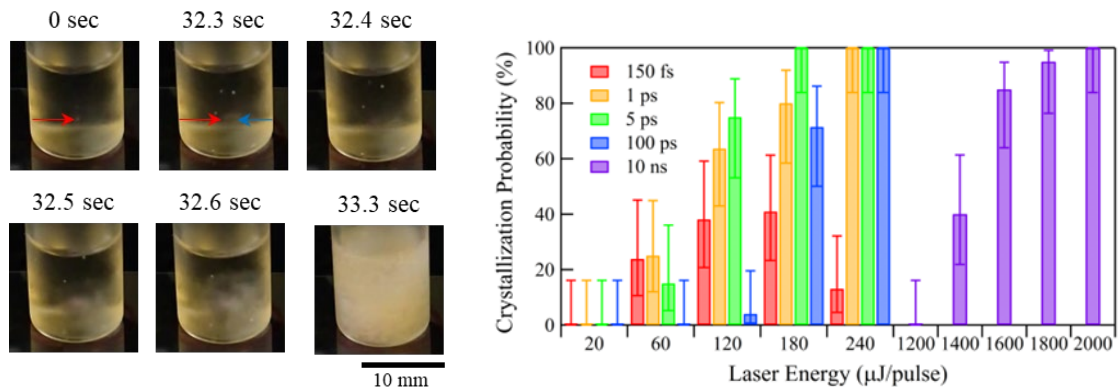 0 sec
32.3 sec
32.4 sec
32.5 sec
32.6 sec
33.3 sec
10 mm
Crystallization Probability (%)
100
80
60
40
20
0
150 fs
1 ps
5 ps
100 ps
10 ns
20 60 120 180 240 1200 1400 1600 1800 2000
Laser Energy (μJ/pulse)